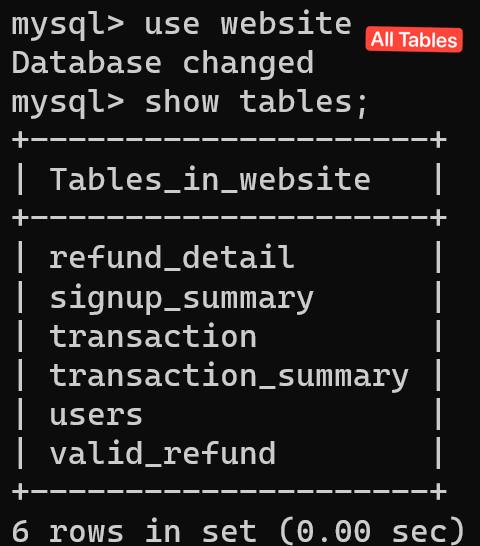 mysql> use website
All Tables
Database changed
mysql> show tables;
+---------------------+
| Tables_in_website   |
+---------------------+
| refund_detail       |
| signup_summary      |
| transaction         |
| transaction_summary |
| users               |
| valid_refund        |
+---------------------+
6 rows in set (0.00 sec)